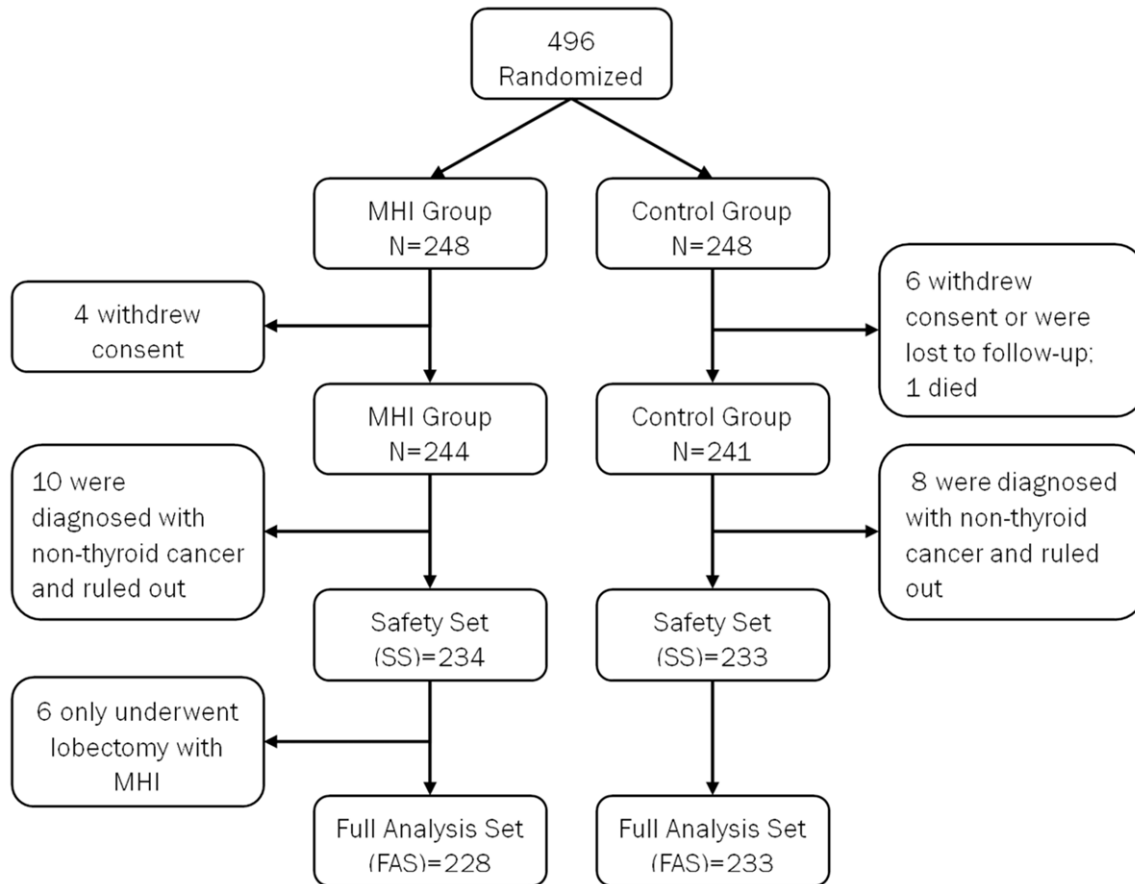 496
Randomized
MHI Group
N=248
Control Group
N=248
4 withdrew
consent
6 withdrew
consent or were
lost to follow-up;
1 died
MHI Group
N=244
Control Group
N=241
10 were
diagnosed with
non-thyroid cancer
and ruled out
8 were diagnosed
with non-thyroid
cancer and ruled
out
Safety Set
(SS)=234
Safety Set
(SS)=233
6 only underwent
lobectomy with
MHI
Full Analysis Set
(FAS)=228
Full Analysis Set
(FAS)=233